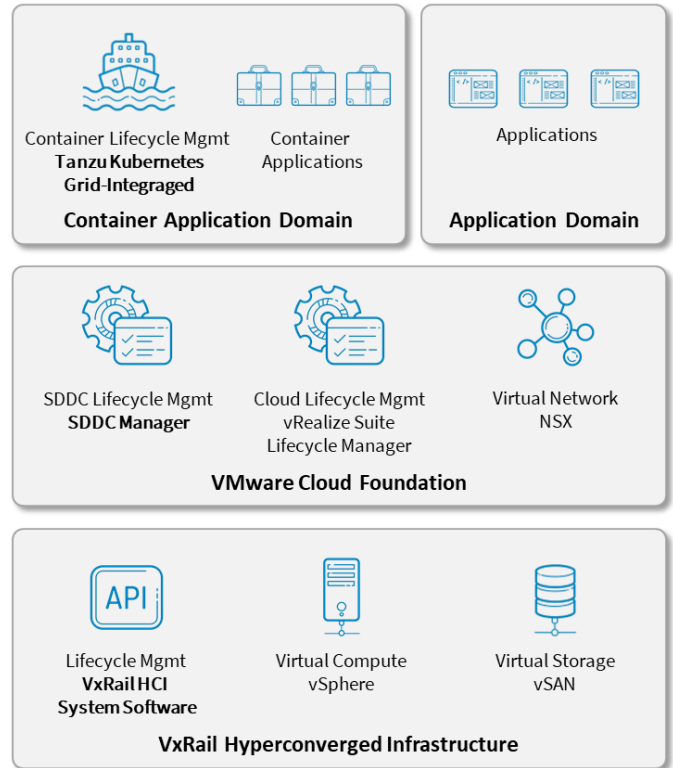 Container Lifecycle Mgmt
Tanzu Kubernetes
Grid-Integraged
Container
Applications
Container Application Domain
</>
</>
</>
Applications
Application Domain
SDDC Lifecycle Mgmt
SDDC Manager
Cloud Lifecycle Mgmt
vRealize Suite
Lifecycle Manager
Virtual Network
NSX
VMware Cloud Foundation
API
Lifecycle Mgmt
VxRail HCI
System Software
Virtual Compute
vSphere
Virtual Storage
vSAN
VxRail Hyperconverged Infrastructure